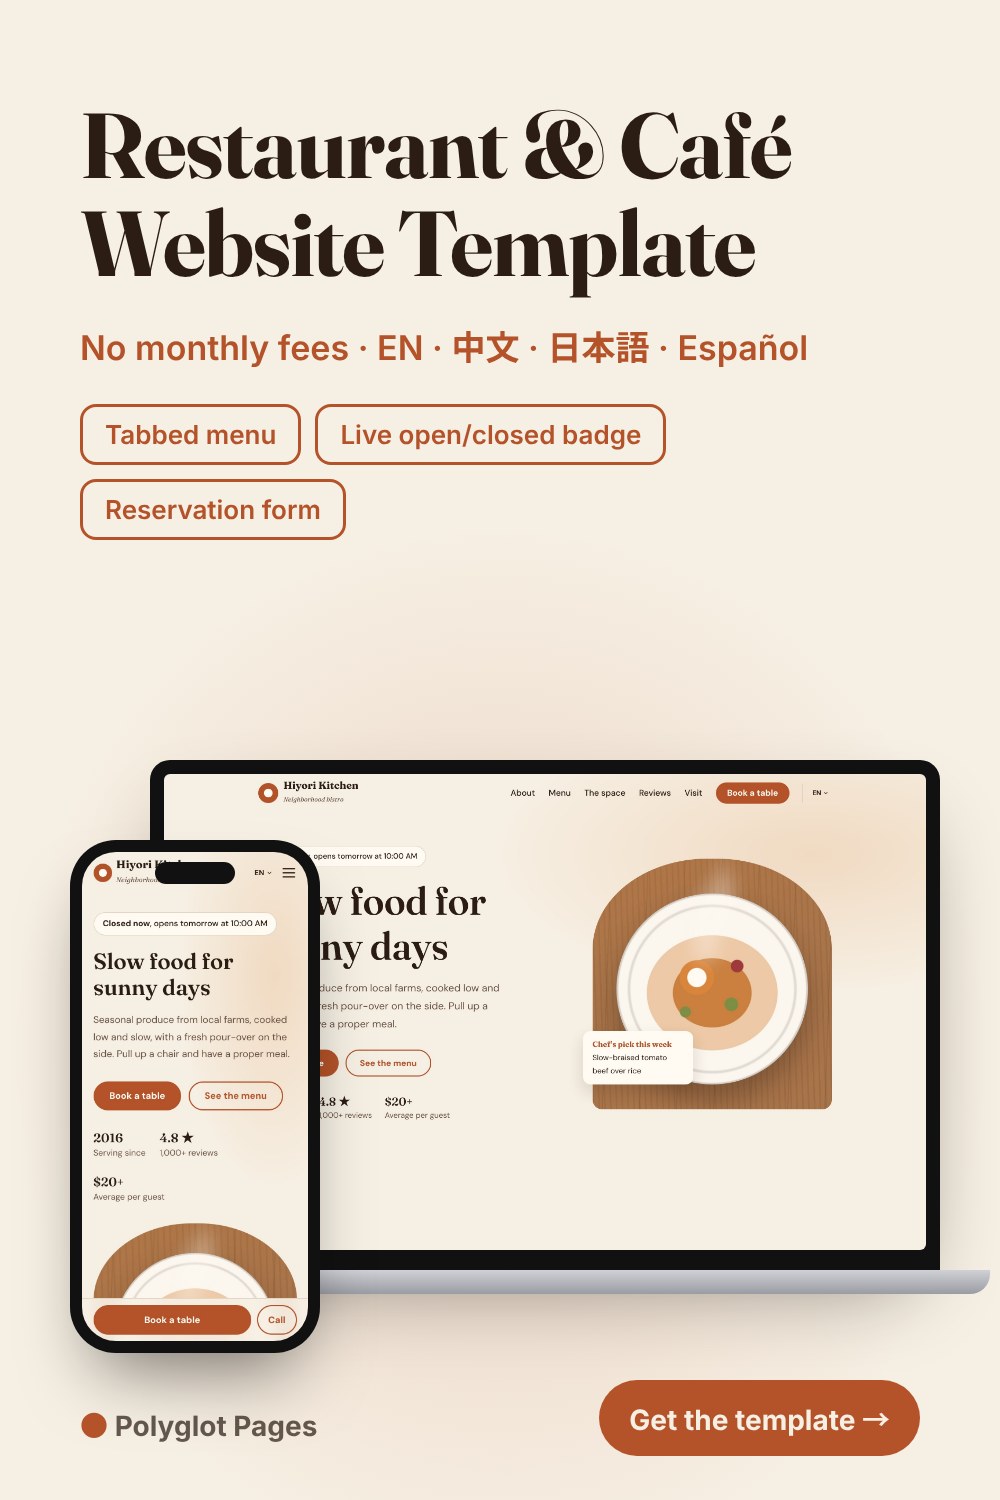 Restaurant & Café
Website Template
No monthly fees · EN · 中文 · 日本語 · Español
Tabbed menu
Live open/closed badge
Reservation form
Hiyori Kitchen
Neighborhood bistro
About Menu The space Reviews Visit Book a table EN
opens tomorrow at 10:00 AM
w food for
ny days
duce from local farms, cooked low and
resh pour-over on the side. Pull up a
ve a proper meal.
See the menu
4.8 ★ $20+
1,000+ reviews Average per guest
Chef's pick this week
Slow-braised tomato
beef over rice
Hiyori
EN
Closed now, opens tomorrow at 10:00 AM
Slow food for
sunny days
Seasonal produce from local farms, cooked
low and slow, with a fresh pour-over on the
side. Pull up a chair and have a proper meal.
Book a table See the menu
2016 4.8 ★
Serving since 1,000+ reviews
$20+
Average per guest
Book a table Call
Polyglot Pages
Get the template →